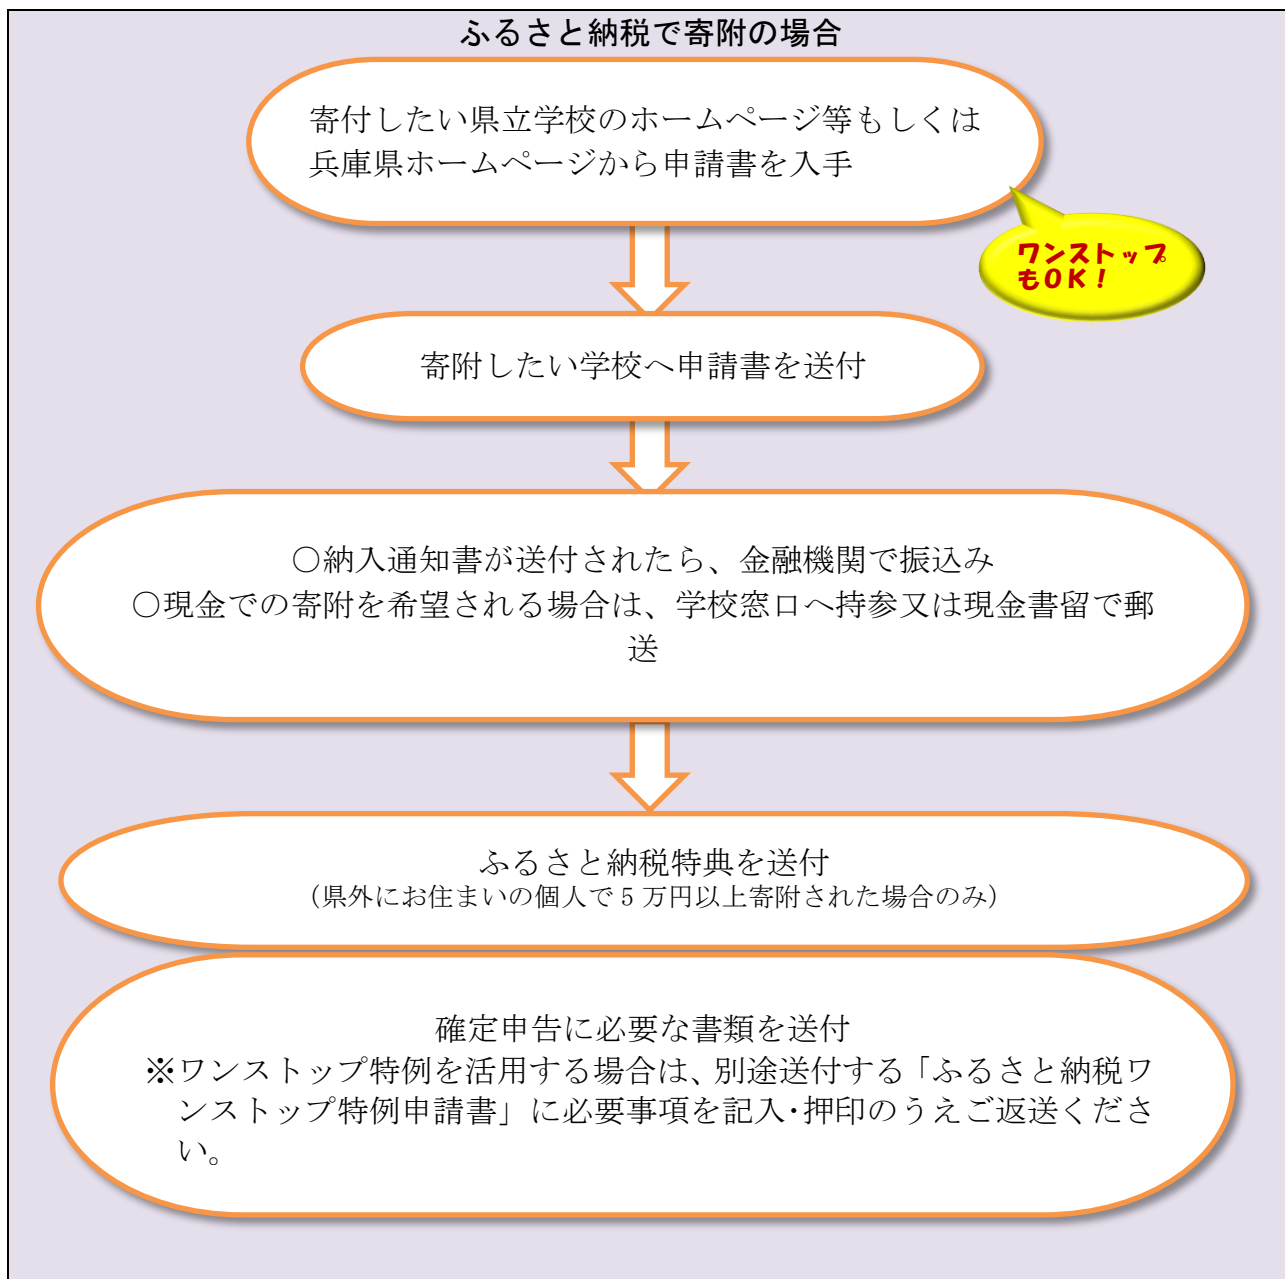 ふるさと納税で寄附の場合
寄付したい県立学校のホームページ等もしくは
兵庫県ホームページから申請書を入手
ワンストップ
もOK!
寄附したい学校へ申請書を送付
○納入通知書が送付されたら、金融機関で振込み
○現金での寄附を希望される場合は、学校窓口へ持参又は現金書留で郵
送
ふるさと納税特典を送付
(県外にお住まいの個人で5万円以上寄附された場合のみ)
確定申告に必要な書類を送付
※ワンストップ特例を活用する場合は、別途送付する「ふるさと納税ワ
ンストップ特例申請書」に必要事項を記入・押印のうえご返送くださ
い。